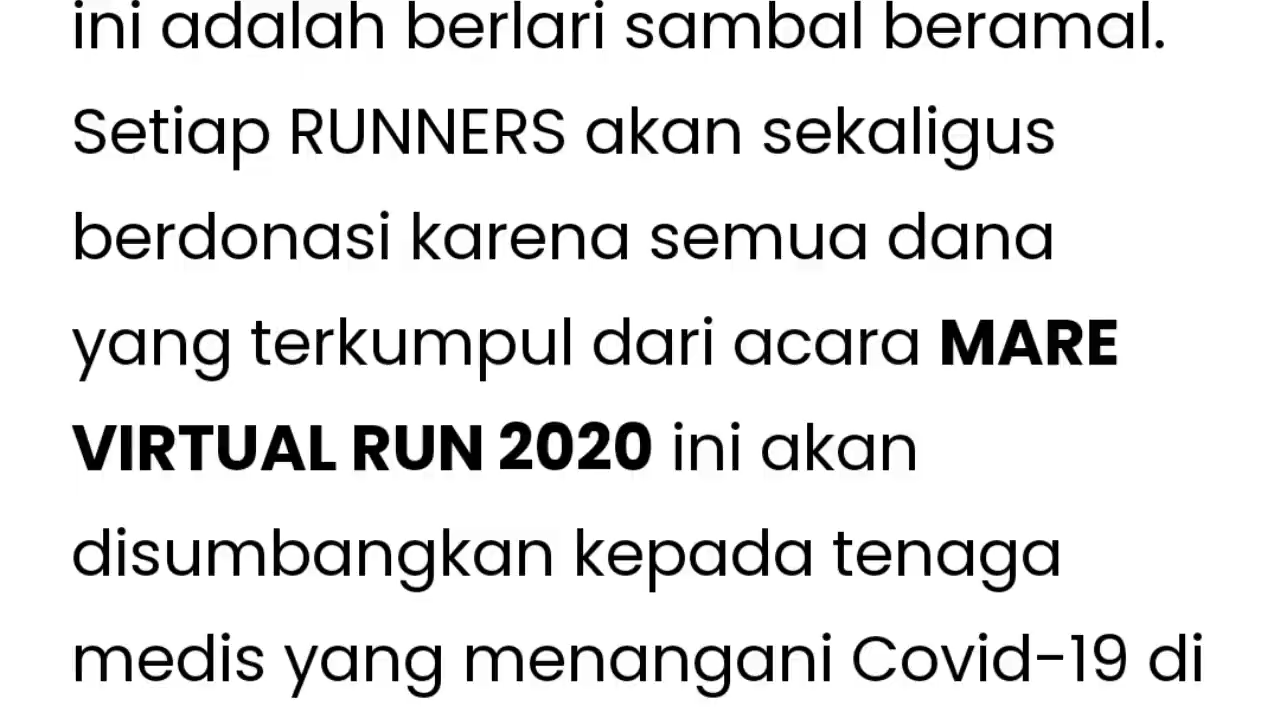 ini adalah berlari sambal beramal.
Setiap RUNNERS akan sekaligus
berdonasi karena semua dana
yang terkumpul dari acara MARE
VIRTUAL RUN 2020 ini akan
disumbangkan kepada tenaga
medis yang menangani Covid-19 di